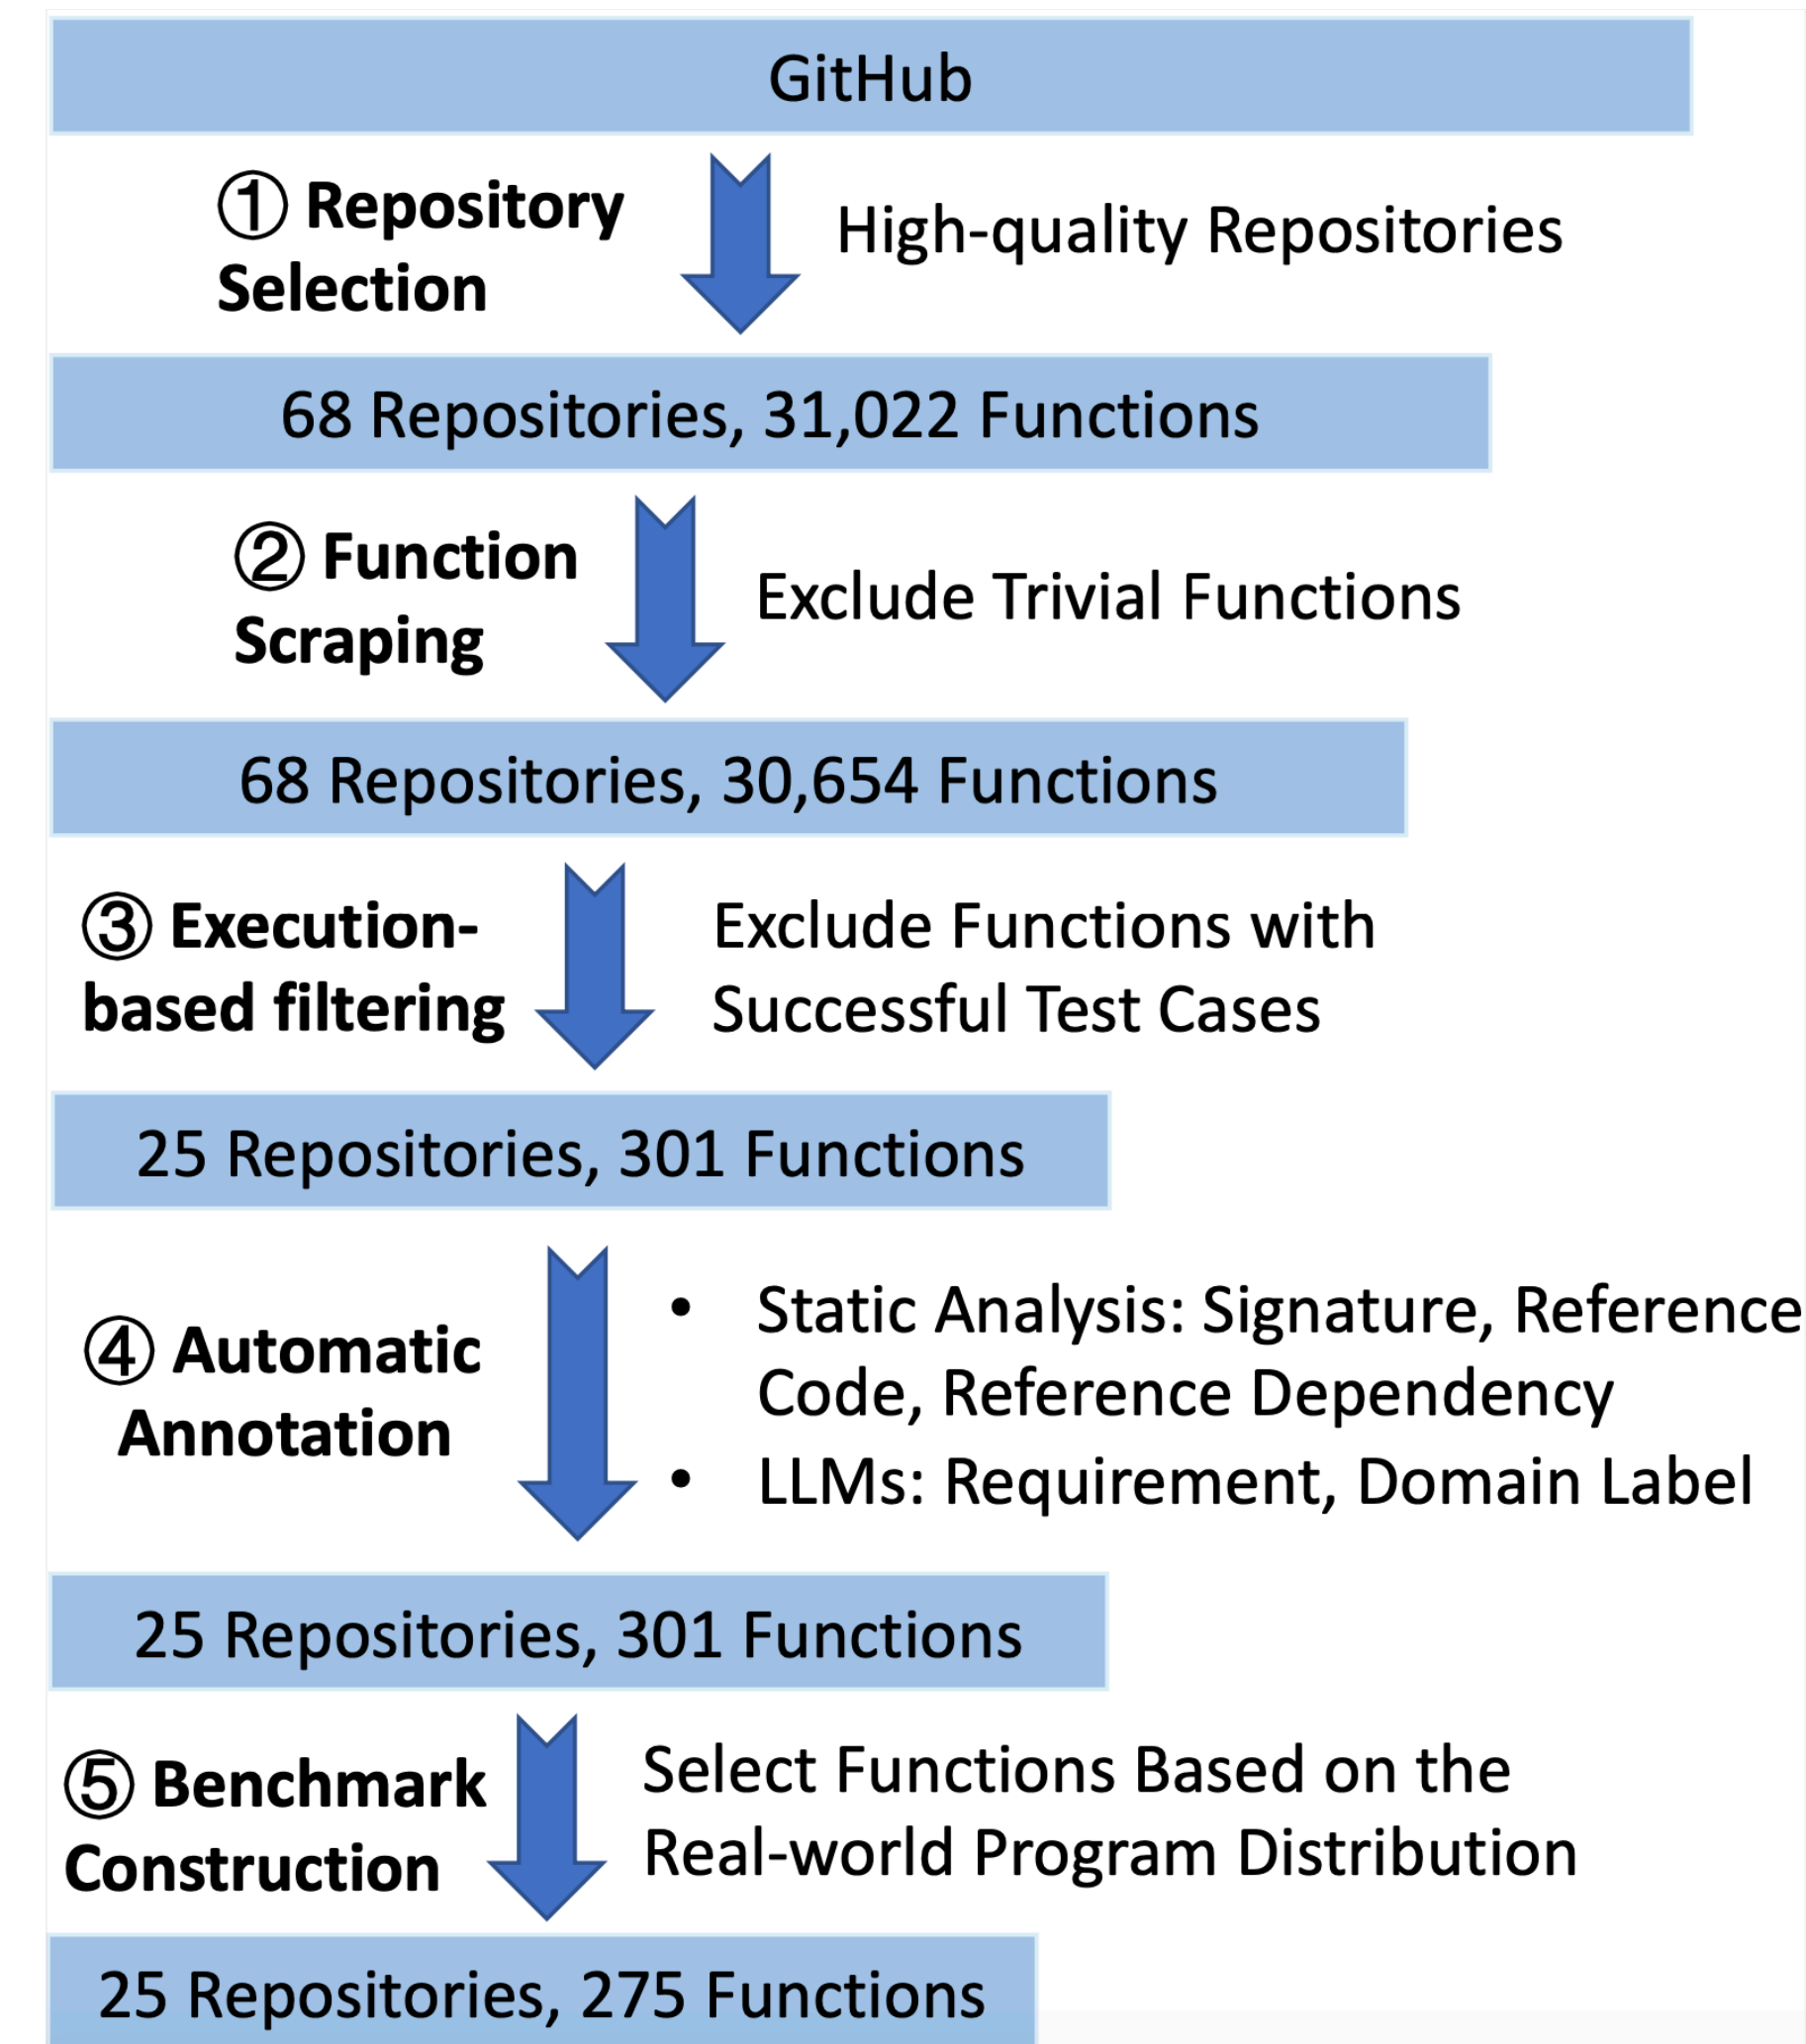 GitHub
① Repository
Selection
High-quality Repositories
68 Repositories, 31,022 Functions
② Function
Scraping
Exclude Trivial Functions
68 Repositories, 30,654 Functions
③ Execution-
based filtering
Exclude Functions with
Successful Test Cases
25 Repositories, 301 Functions
④ Automatic
Annotation
• Static Analysis: Signature, Reference
Code, Reference Dependency
• LLMs: Requirement, Domain Label
25 Repositories, 301 Functions
⑤ Benchmark
Construction
Select Functions Based on the
Real-world Program Distribution
25 Repositories, 275 Functions